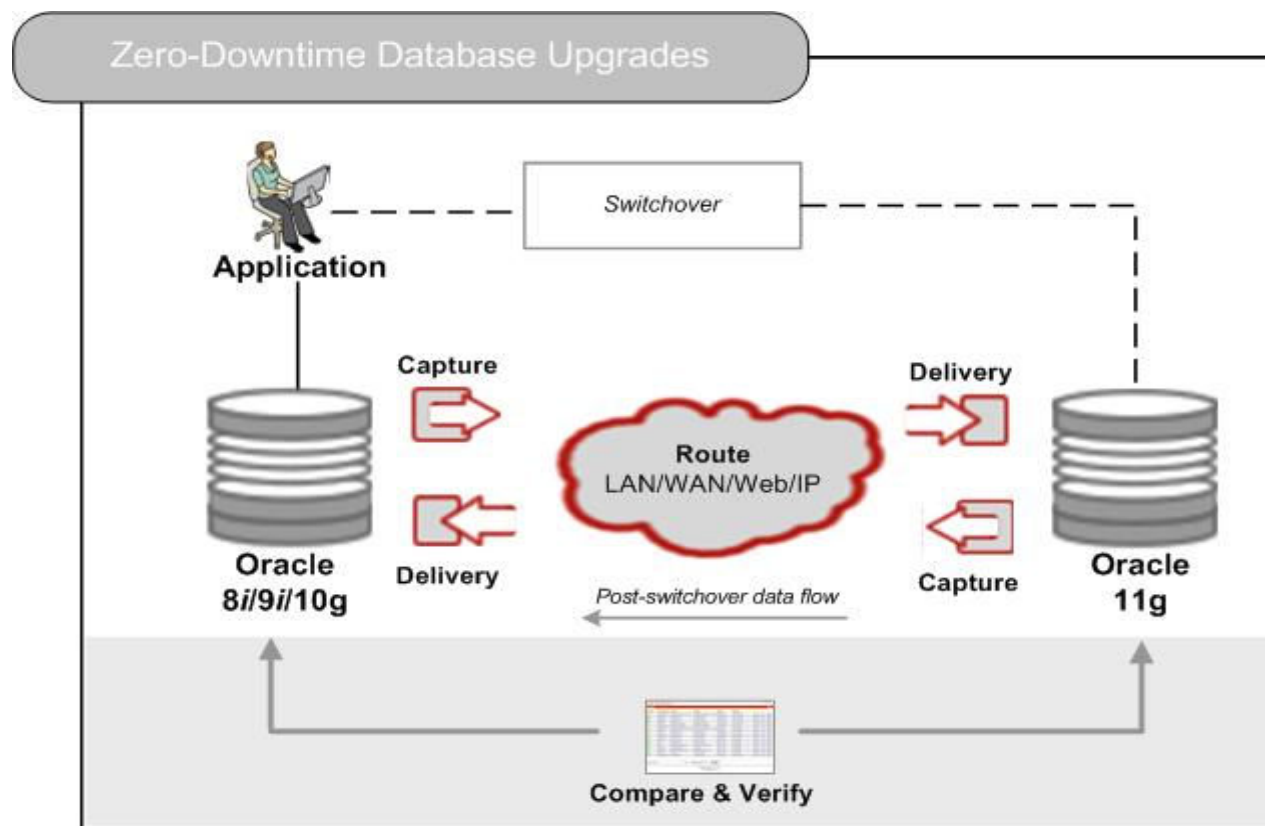 Zero-Downtime Database Upgrades
Switchover
Application
Capture
Delivery
Route
LAN/WAN/Web/IP
Delivery
Capture
Oracle
8i/9i/10g
Post-switchover data flow
Oracle
11g
Compare & Verify